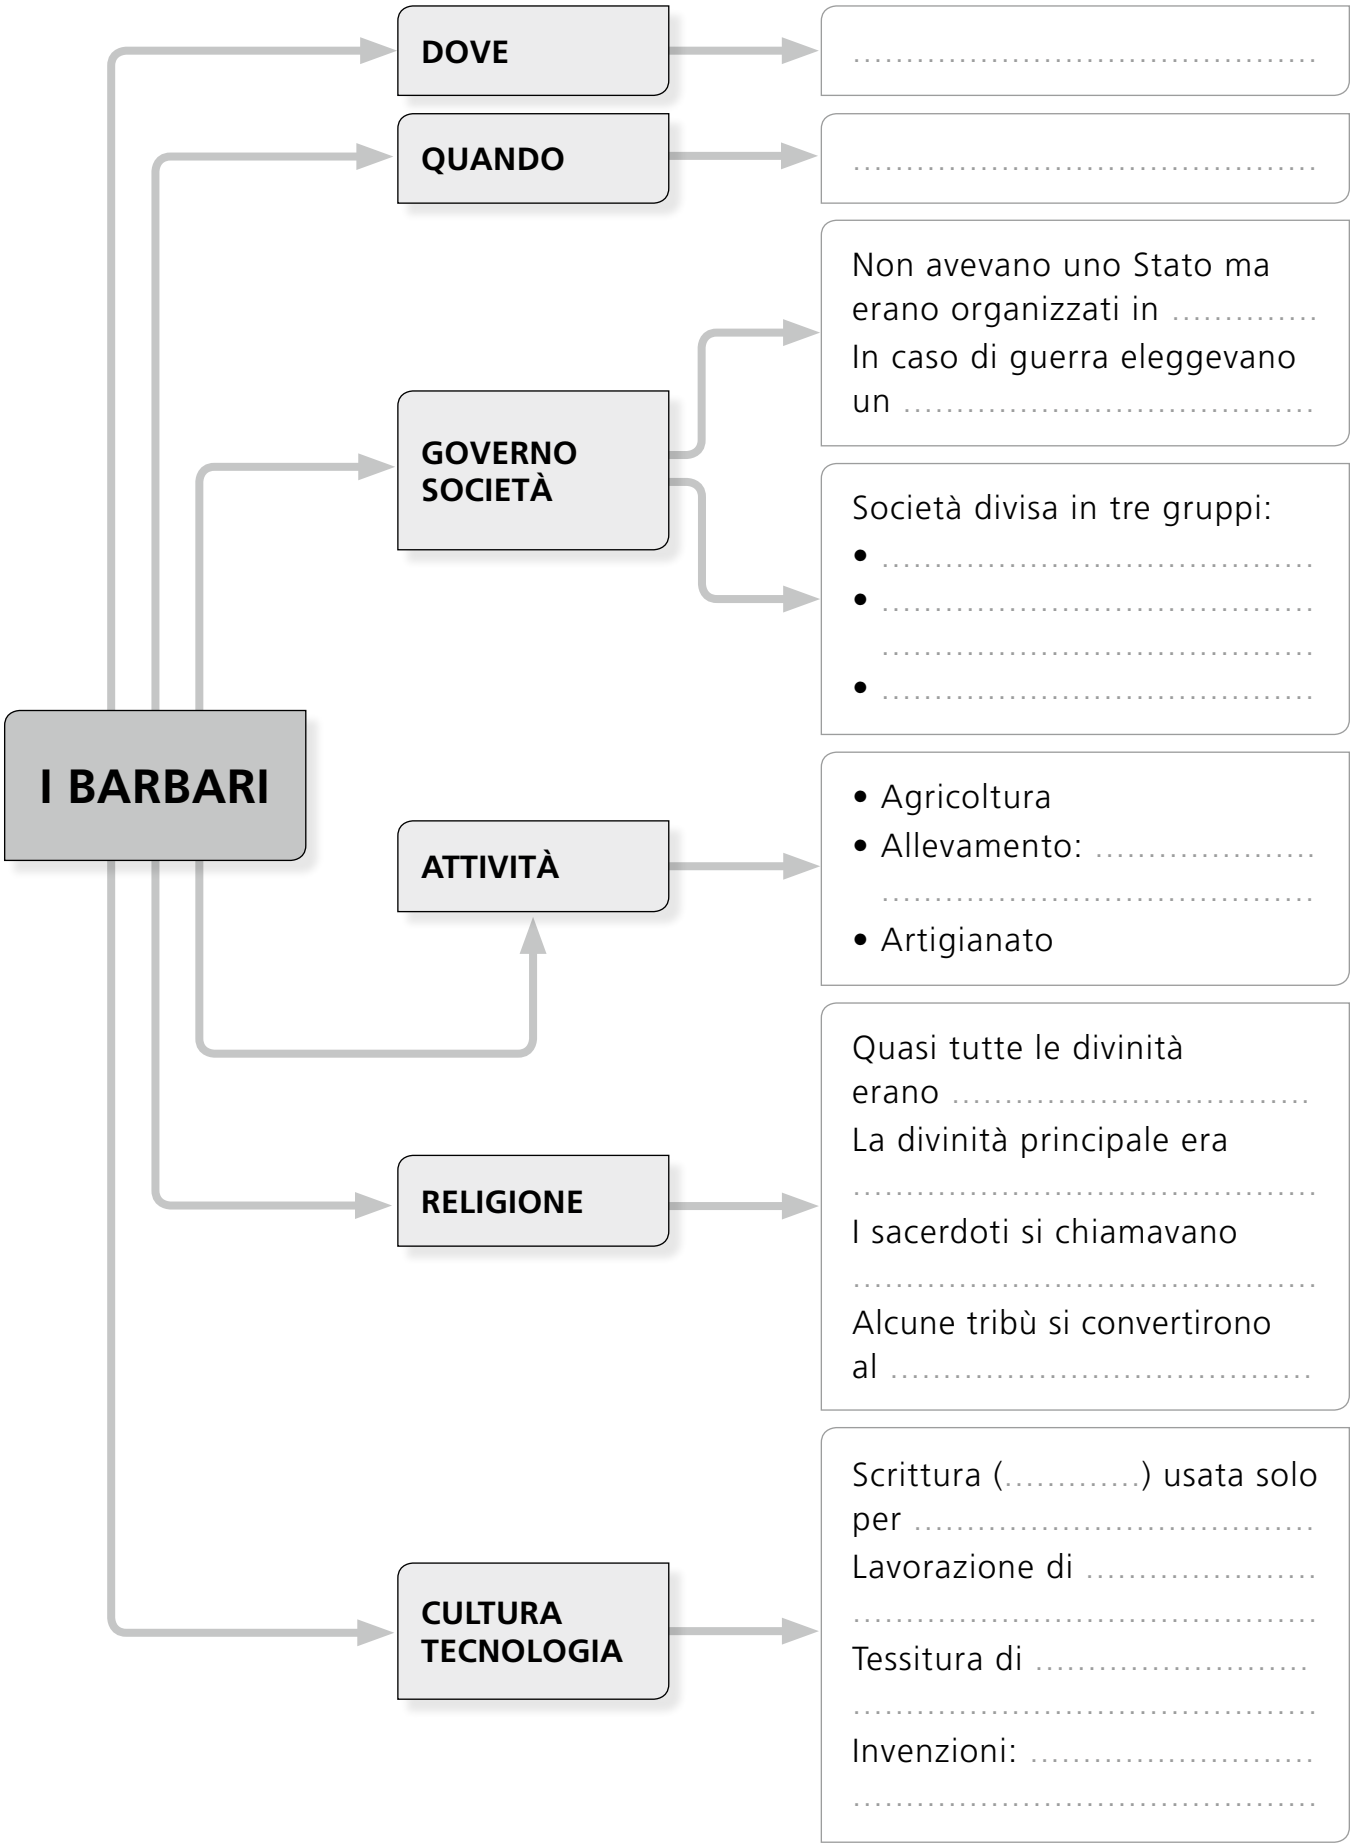 DOVE
..........................................
QUANDO
..........................................
Non avevano uno Stato ma
erano organizzati in ..............
In caso di guerra eleggevano
un .......................................
GOVERNO
SOCIETÀ
Società divisa in tre gruppi:
• .........................................
• .........................................
.........................................
• .........................................
I BARBARI
ATTIVITÀ
• Agricoltura
• Allevamento: .....................
.........................................
• Artigianato
RELIGIONE
Quasi tutte le divinità
erano ..................................
La divinità principale era
............................................
I sacerdoti si chiamavano
............................................
Alcune tribù si convertirono
al ........................................
CULTURA
TECNOLOGIA
Scrittura (.............) usata solo
per ......................................
Lavorazione di ......................
............................................
Tessitura di ..........................
............................................
Invenzioni: ...........................
............................................